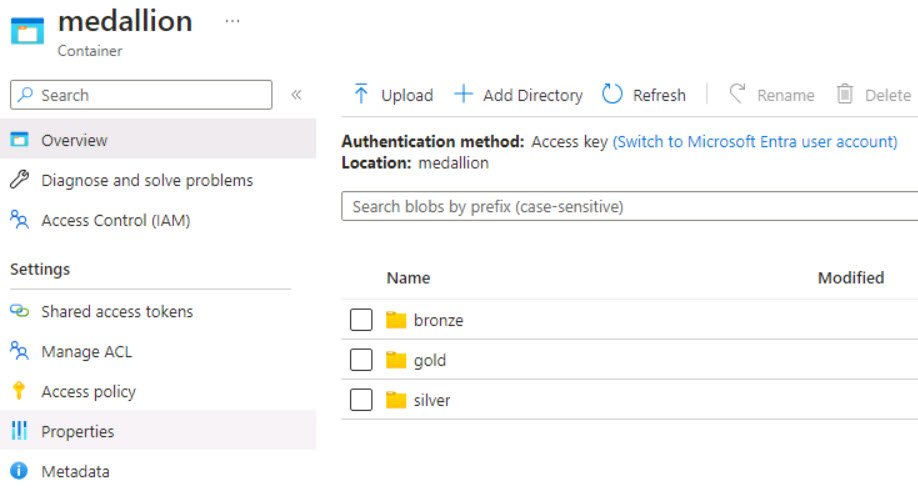 medallion ...
Container
Search «
Overview
Diagnose and solve problems
Access Control (IAM)
Settings
Shared access tokens
Manage ACL
Access policy
Properties
Metadata
Upload Add Directory Refresh Rename Delete
Authentication method: Access key (Switch to Microsoft Entra user account)
Location: medallion
Search blobs by prefix (case-sensitive)
Name Modified
bronze
gold
silver